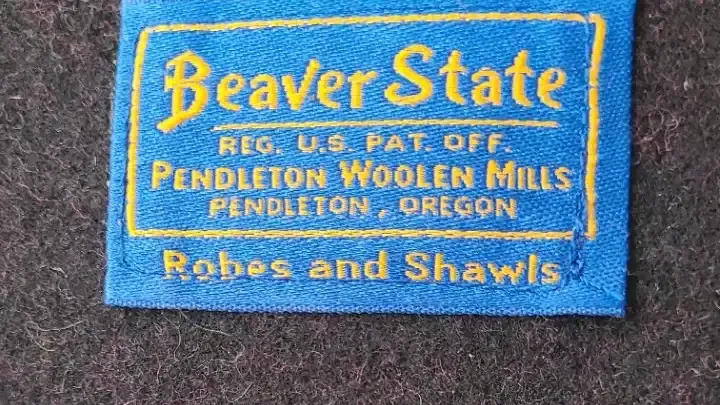 Beaver State
REG. U.S. PAT. OFF.
PENDLETON WOOLEN MILLS
PENDLETON, OREGON
Robes and Shawls